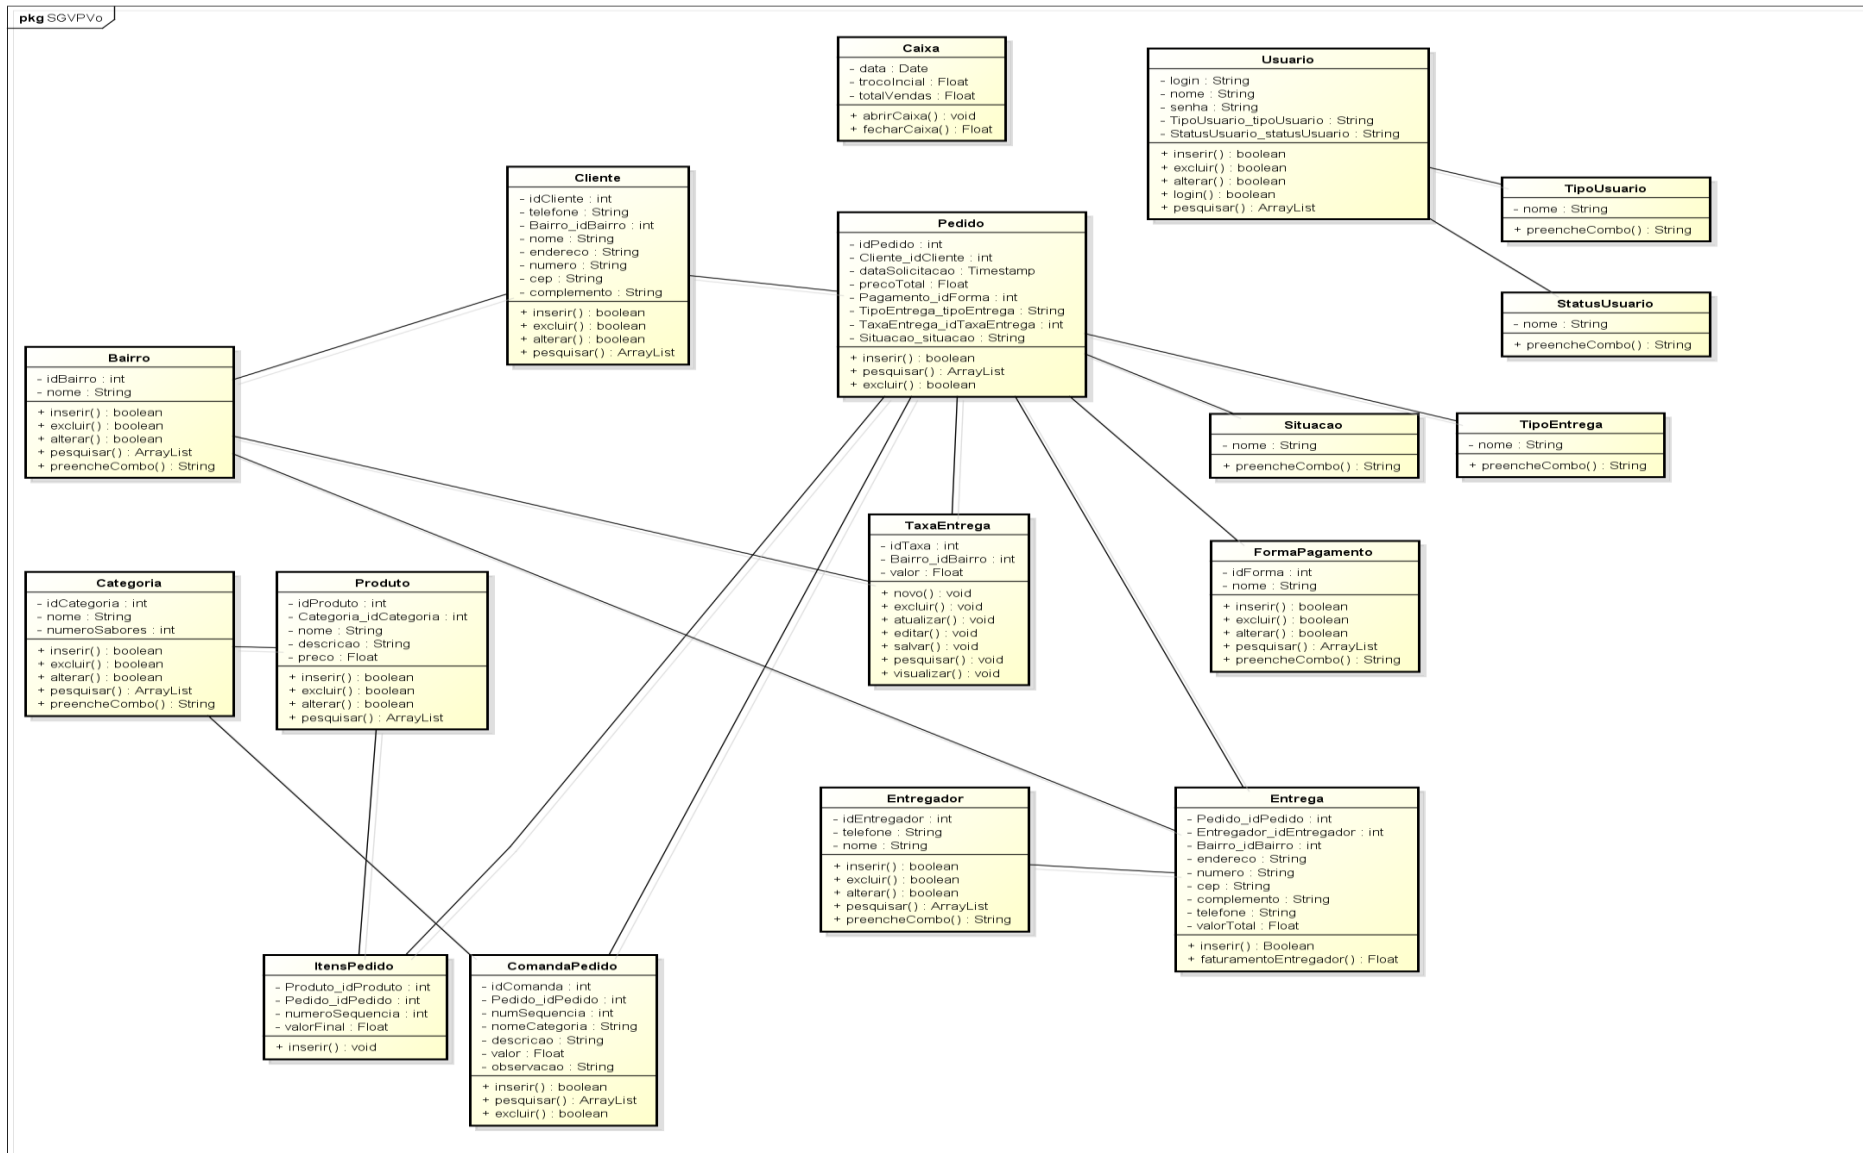 pkg SGVPVo
Caixa
- data : Date
- trocoIncial : Float
- totalVendas : Float
+ abrirCaixa() : void
+ fecharCaixa() : Float
Usuario
- login : String
- nome : String
- senha : String
- TipoUsuario_tipoUsuario : String
- StatusUsuario_statusUsuario : String
+ inserir() : boolean
+ excluir() : boolean
+ alterar() : boolean
+ login() : boolean
+ pesquisar() : ArrayList
Cliente
- idCliente : int
- telefone : String
- Bairro_idBairro : int
- nome : String
- endereco : String
- numero : String
- cep : String
- complemento : String
+ inserir() : boolean
+ excluir() : boolean
+ alterar() : boolean
+ pesquisar() : ArrayList
TipoUsuario
- nome : String
+ preencheCombo() : String
Pedido
- idPedido : int
- Cliente_idCliente : int
- dataSolicitacao : Timestamp
- precoTotal : Float
- Pagamento_idForma : int
- TipoEntrega_tipoEntrega : String
- TaxaEntrega_idTaxaEntrega : int
- Situacao_situacao : String
+ inserir() : boolean
+ pesquisar() : ArrayList
+ excluir() : boolean
StatusUsuario
- nome : String
+ preencheCombo() : String
Bairro
- idBairro : int
- nome : String
+ inserir() : boolean
+ excluir() : boolean
+ alterar() : boolean
+ pesquisar() : ArrayList
+ preencheCombo() : String
Situacao
- nome : String
+ preencheCombo() : String
TipoEntrega
- nome : String
+ preencheCombo() : String
TaxaEntrega
- idTaxa : int
- Bairro_idBairro : int
- valor : Float
+ novo() : void
+ excluir() : void
+ atualizar() : void
+ editar() : void
+ salvar() : void
+ pesquisar() : void
+ visualizar() : void
FormaPagamento
- idForma : int
- nome : String
+ inserir() : boolean
+ excluir() : boolean
+ alterar() : boolean
+ pesquisar() : ArrayList
+ preencheCombo() : String
Categoria
- idCategoria : int
- nome : String
- numeroSabores : int
+ inserir() : boolean
+ excluir() : boolean
+ alterar() : boolean
+ pesquisar() : ArrayList
+ preencheCombo() : String
Produto
- idProduto : int
- Categoria_idCategoria : int
- nome : String
- descricao : String
- preco : Float
+ inserir() : boolean
+ excluir() : boolean
+ alterar() : boolean
+ pesquisar() : ArrayList
Entregador
- idEntregador : int
- telefone : String
- nome : String
+ inserir() : boolean
+ excluir() : boolean
+ alterar() : boolean
+ pesquisar() : ArrayList
+ preencheCombo() : String
Entrega
- Pedido_idPedido : int
- Entregador_idEntregador : int
- Bairro_idBairro : int
- endereco : String
- numero : String
- cep : String
- complemento : String
- telefone : String
- valorTotal : Float
+ inserir() : Boolean
+ faturamentoEntregador() : Float
ItensPedido
- Produto_idProduto : int
- Pedido_idPedido : int
- numeroSequencia : int
- valorFinal : Float
+ inserir() : void
ComandaPedido
- idComanda : int
- Pedido_idPedido : int
- numSequencia : int
- nomeCategoria : String
- descricao : String
- valor : Float
- observacao : String
+ inserir() : boolean
+ pesquisar() : ArrayList
+ excluir() : boolean